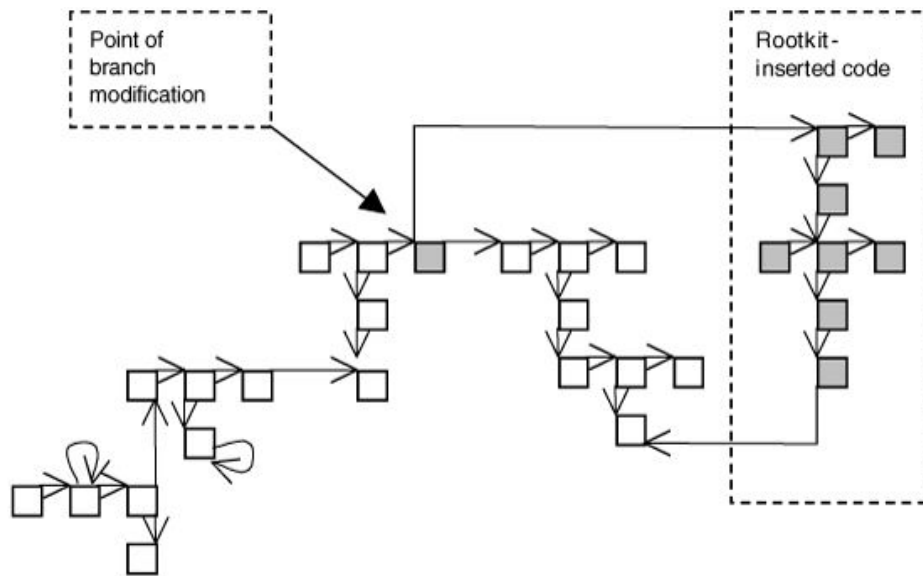 Point of
branch
modification
Rootkit-
inserted code